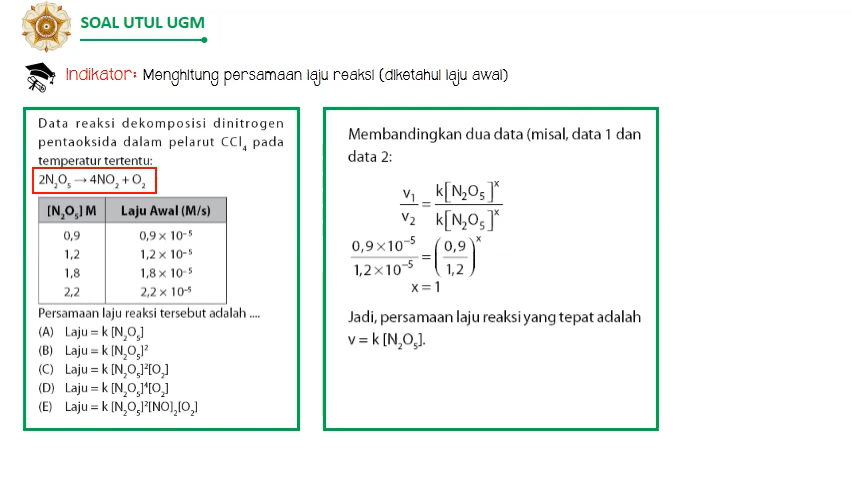 SOAL UTUL UGM
Indikator: Menghitung persamaan laju reaksi (diketahui laju awal)
Data reaksi dekomposisi dinitrogen
pentaoksida dalam pelarut CCl₄ pada
temperatur tertentu:
2N₂O₅ → 4NO₂ + O₂
[N₂O₅] M Laju Awal (M/s)
0,9 0,9 × 10⁻⁵
1,2 1,2 × 10⁻⁵
1,8 1,8 × 10⁻⁵
2,2 2,2 × 10⁻⁵
Persamaan laju reaksi tersebut adalah ....
(A) Laju = k [N₂O₅]
(B) Laju = k [N₂O₅]²
(C) Laju = k [N₂O₅]²[O₂]
(D) Laju = k [N₂O₅]⁴[O₂]
(E) Laju = k [N₂O₅]²[NO]₂[O₂]
Membandingkan dua data (misal, data 1 dan
data 2:
v₁/v₂ = k[N₂O₅]ˣ/k[N₂O₅]ˣ
0,9×10⁻⁵/1,2×10⁻⁵ = (0,9/1,2)ˣ
x = 1
Jadi, persamaan laju reaksi yang tepat adalah
v = k [N₂O₅].